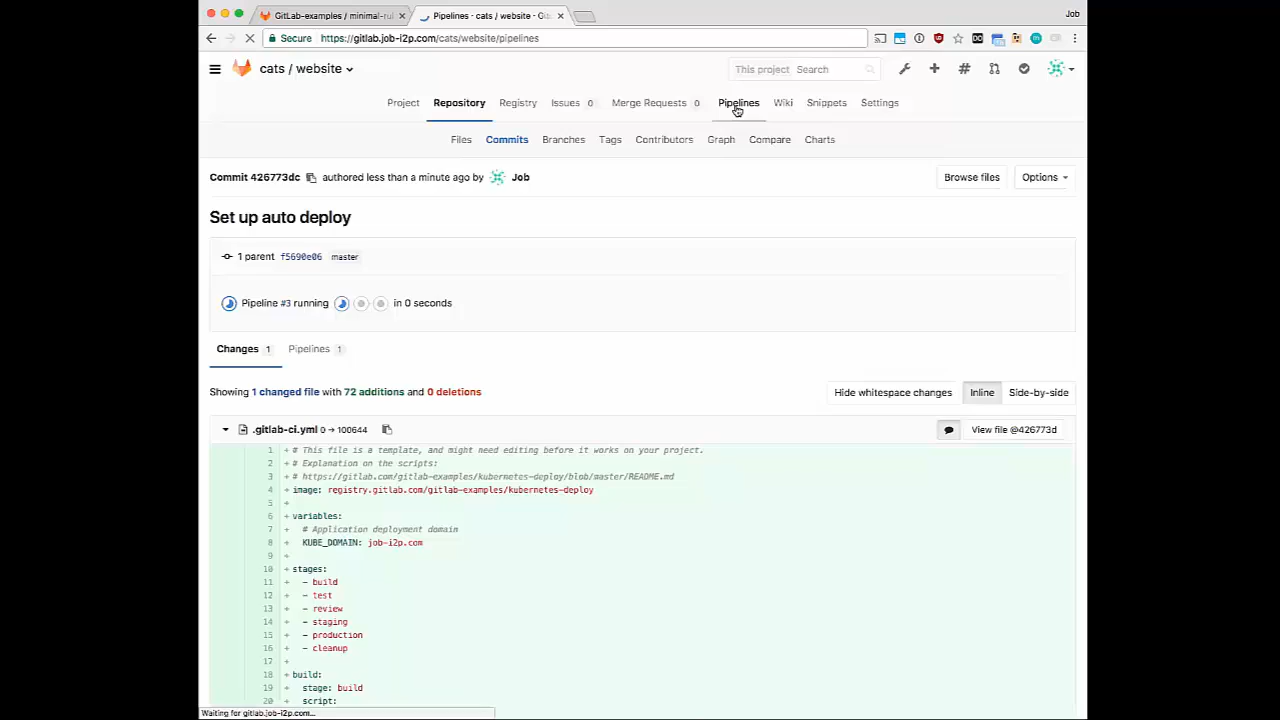 GitLab-examples / minimal-rul
Pipelines · cats / website · Git
Job
Secure https://gitlab.job-i2p.com/cats/website/pipelines
cats / website
This project Search
Project Repository Registry Issues 0 Merge Requests 0 Pipelines Wiki Snippets Settings
Files Commits Branches Tags Contributors Graph Compare Charts
Commit 426773dc authored less than a minute ago by Job
Browse files Options
Set up auto deploy
1 parent f5690e06 master
Pipeline #3 running in 0 seconds
Changes 1 Pipelines 1
Showing 1 changed file with 72 additions and 0 deletions
Hide whitespace changes Inline Side-by-side
.gitlab-ci.yml 0 → 100644
View file @426773d
1 + # This file is a template, and might need editing before it works on your project.
2 + # Explanation on the scripts:
3 + # https://gitlab.com/gitlab-examples/kubernetes-deploy/blob/master/README.md
4 + image: registry.gitlab.com/gitlab-examples/kubernetes-deploy
5 +
6 + variables:
7 + # Application deployment domain
8 + KUBE_DOMAIN: job-i2p.com
9 +
10 + stages:
11 + - build
12 + - test
13 + - review
14 + - staging
15 + - production
16 + - cleanup
17 +
18 + build:
19 + stage: build
20 + script:
Waiting for gitlab.job-i2p.com...